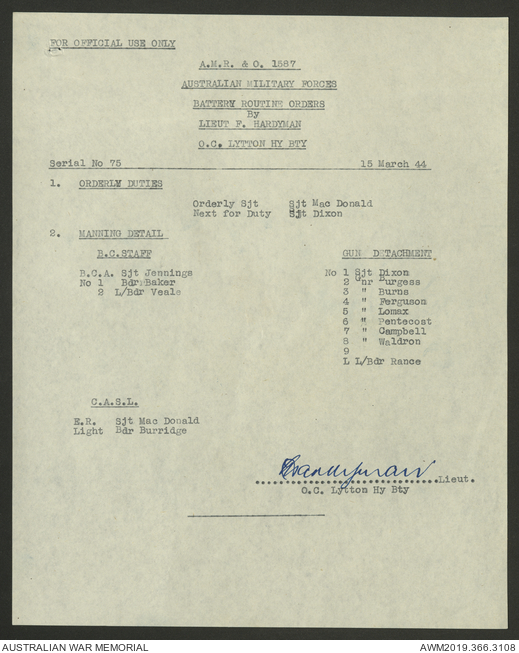 FOR OFFICIAL USE ONLY
A.M.R. & O. 1587
AUSTRALIAN MILITARY FORCES
BATTERY ROUTINE ORDERS
By
LIEUT F. HARDYMAN
O.C. LYTTON HY BTY
Serial No 75 15 March 44
1. ORDERLY DUTIES
Orderly Sjt Sjt Mac Donald
Next for Duty Sjt Dixon
2. MANNING DETAIL
B.C.STAFF
B.C.A. Sjt Jennings
No 1 Bdr Baker
2 L/Bdr Veale
GUN DETACHMENT
No 1 Sjt Dixon
2 Gnr Burgess
3 " Burns
4 " Ferguson
5 " Lomax
6 " Pentecost
7 " Campbell
8 " Waldron
9
L L/Bdr Rance
C.A.S.L.
E.R. Sjt Mac Donald
Light Bdr Burridge
Hardyman Lieut.
O.C. Lytton Hy Bty
AUSTRALIAN WAR MEMORIAL AWM2019.366.3108